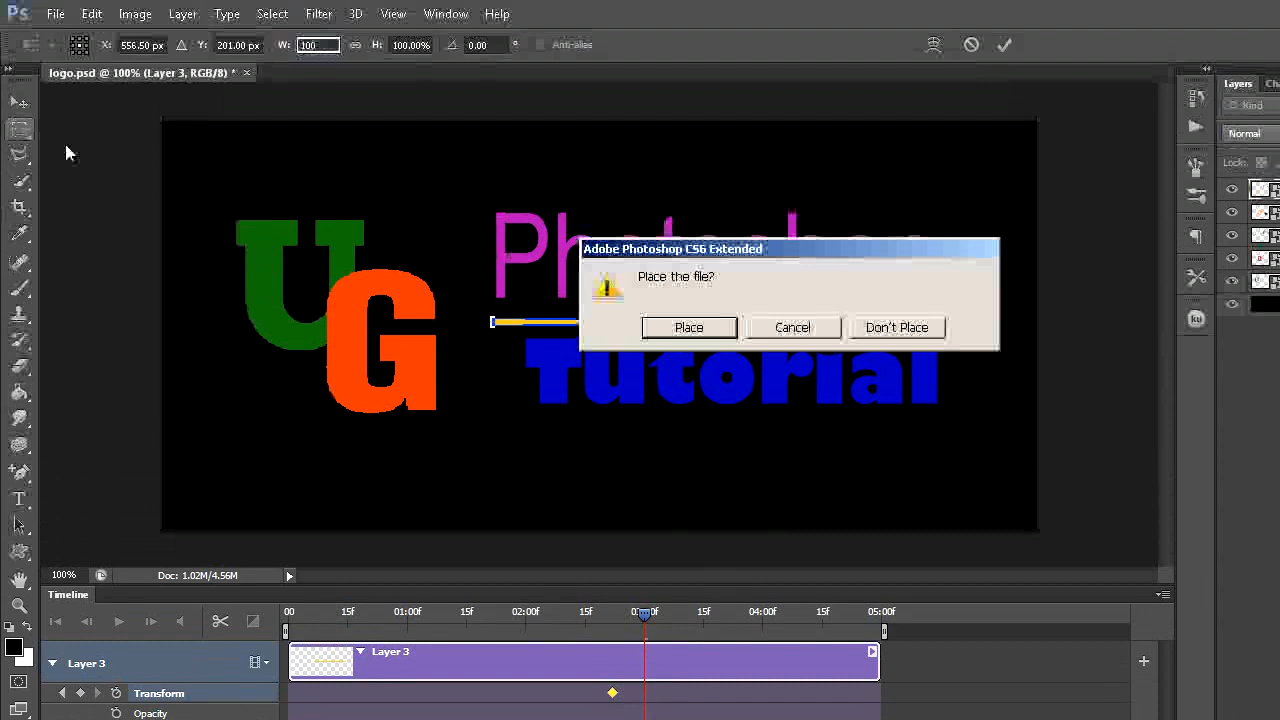 Ps File Edit Image Layer Type Select Filter 3D View Window Help
X: 556.50 px Y: 201.00 px W: 100 H: 100.00% 0.00 ° Anti-alias
logo.psd @ 100% (Layer 3, RGB/8) * ×
Layers
Kind
Normal
Lock:
U
G
Adobe Photoshop CS6 Extended
Place the file?
Place Cancel Don't Place
Tutorial
ku
T
100% Doc: 1.02M/4.56M
Timeline
00 15f 01:00f 15f 02:00f 15f 15f 04:00f 15f 05:00f
Layer 3 Layer 3
Transform
Opacity